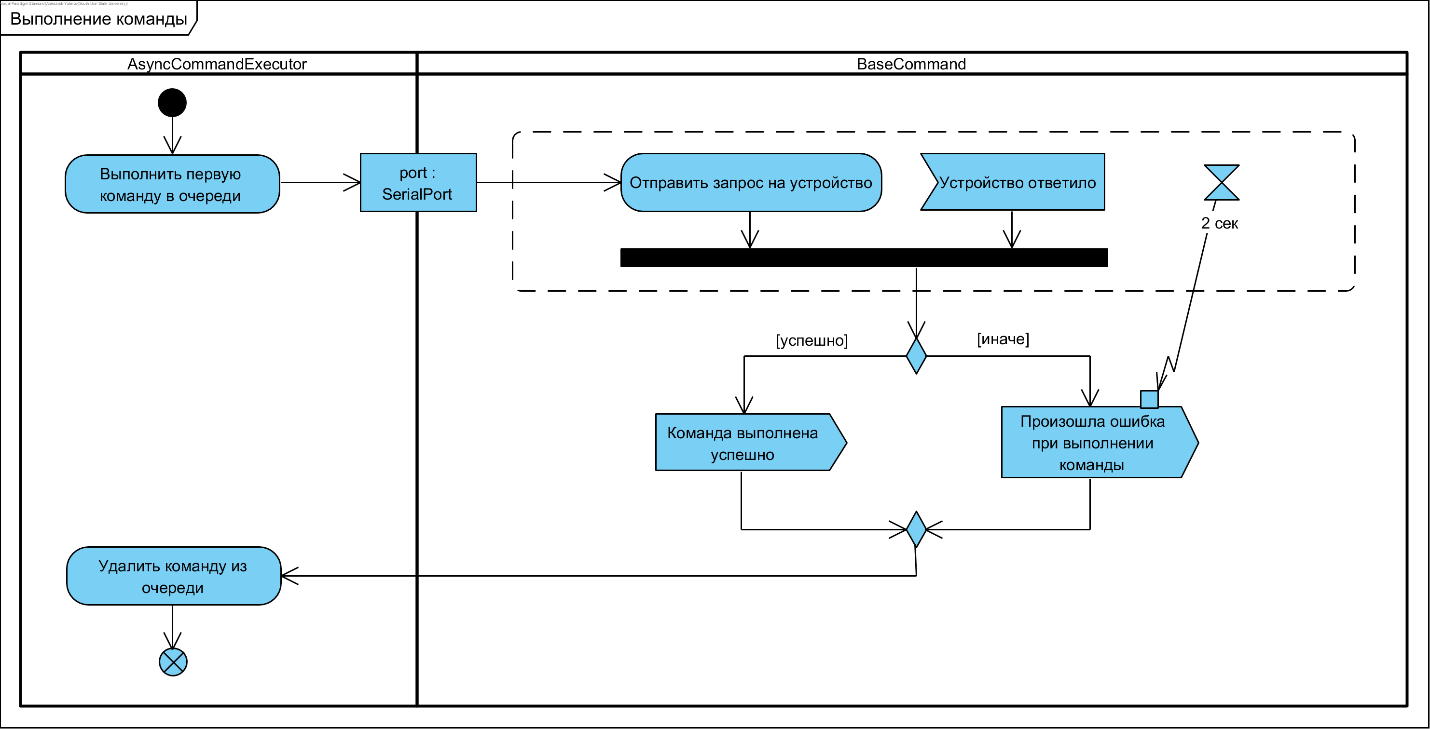 Выполнение команды
AsyncCommandExecutor
BaseCommand
Выполнить первую
команду в очереди
port :
SerialPort
Отправить запрос на устройство
Устройство ответило
2 сек
[успешно]
[иначе]
Команда выполнена
успешно
Произошла ошибка
при выполнении
команды
Удалить команду из
очереди